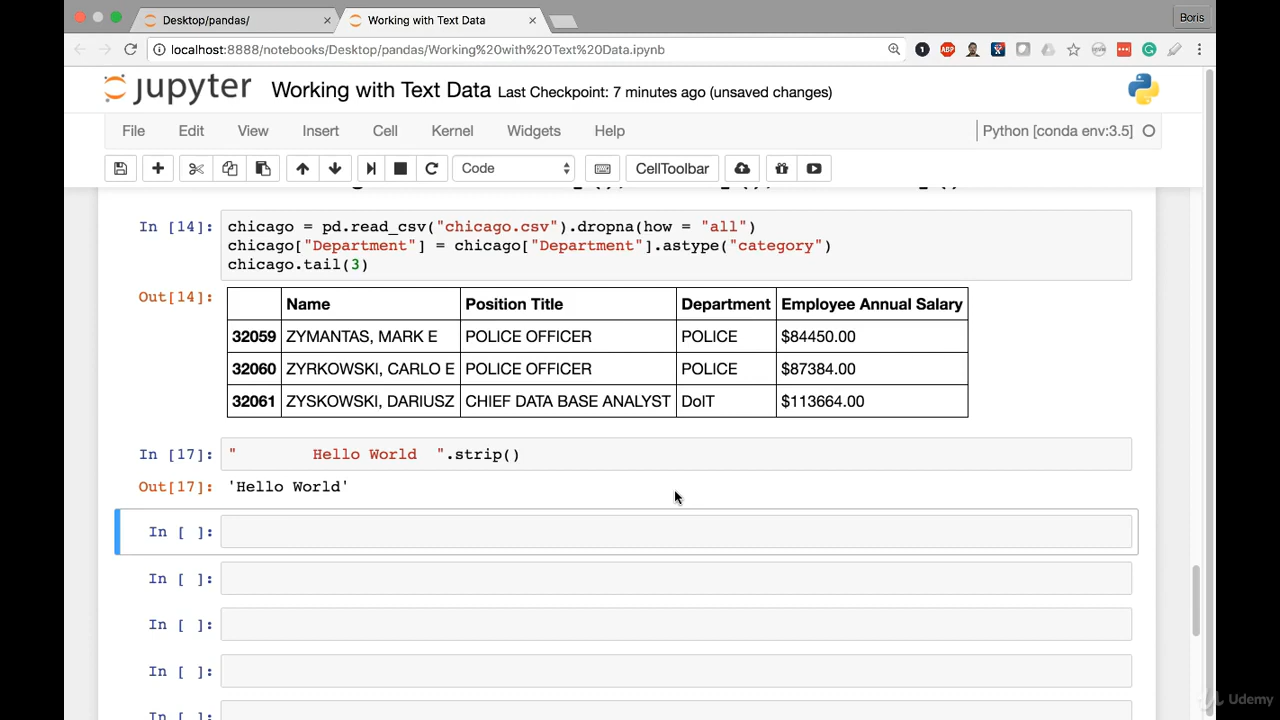 Desktop/pandas/ Working with Text Data Boris
localhost:8888/notebooks/Desktop/pandas/Working%20with%20Text%20Data.ipynb
jupyter Working with Text Data Last Checkpoint: 7 minutes ago (unsaved changes)
File Edit View Insert Cell Kernel Widgets Help Python [conda env:3.5]
Code CellToolbar
In [14]: chicago = pd.read_csv("chicago.csv").dropna(how = "all")
chicago["Department"] = chicago["Department"].astype("category")
chicago.tail(3)
Out[14]:
Name Position Title Department Employee Annual Salary
32059 ZYMANTAS, MARK E POLICE OFFICER POLICE $84450.00
32060 ZYRKOWSKI, CARLO E POLICE OFFICER POLICE $87384.00
32061 ZYSKOWSKI, DARIUSZ CHIEF DATA BASE ANALYST DoIT $113664.00
In [17]: "        Hello World  ".strip()
Out[17]: 'Hello World'
In [ ]:
In [ ]:
In [ ]:
In [ ]:
In [ ]:
Udemy